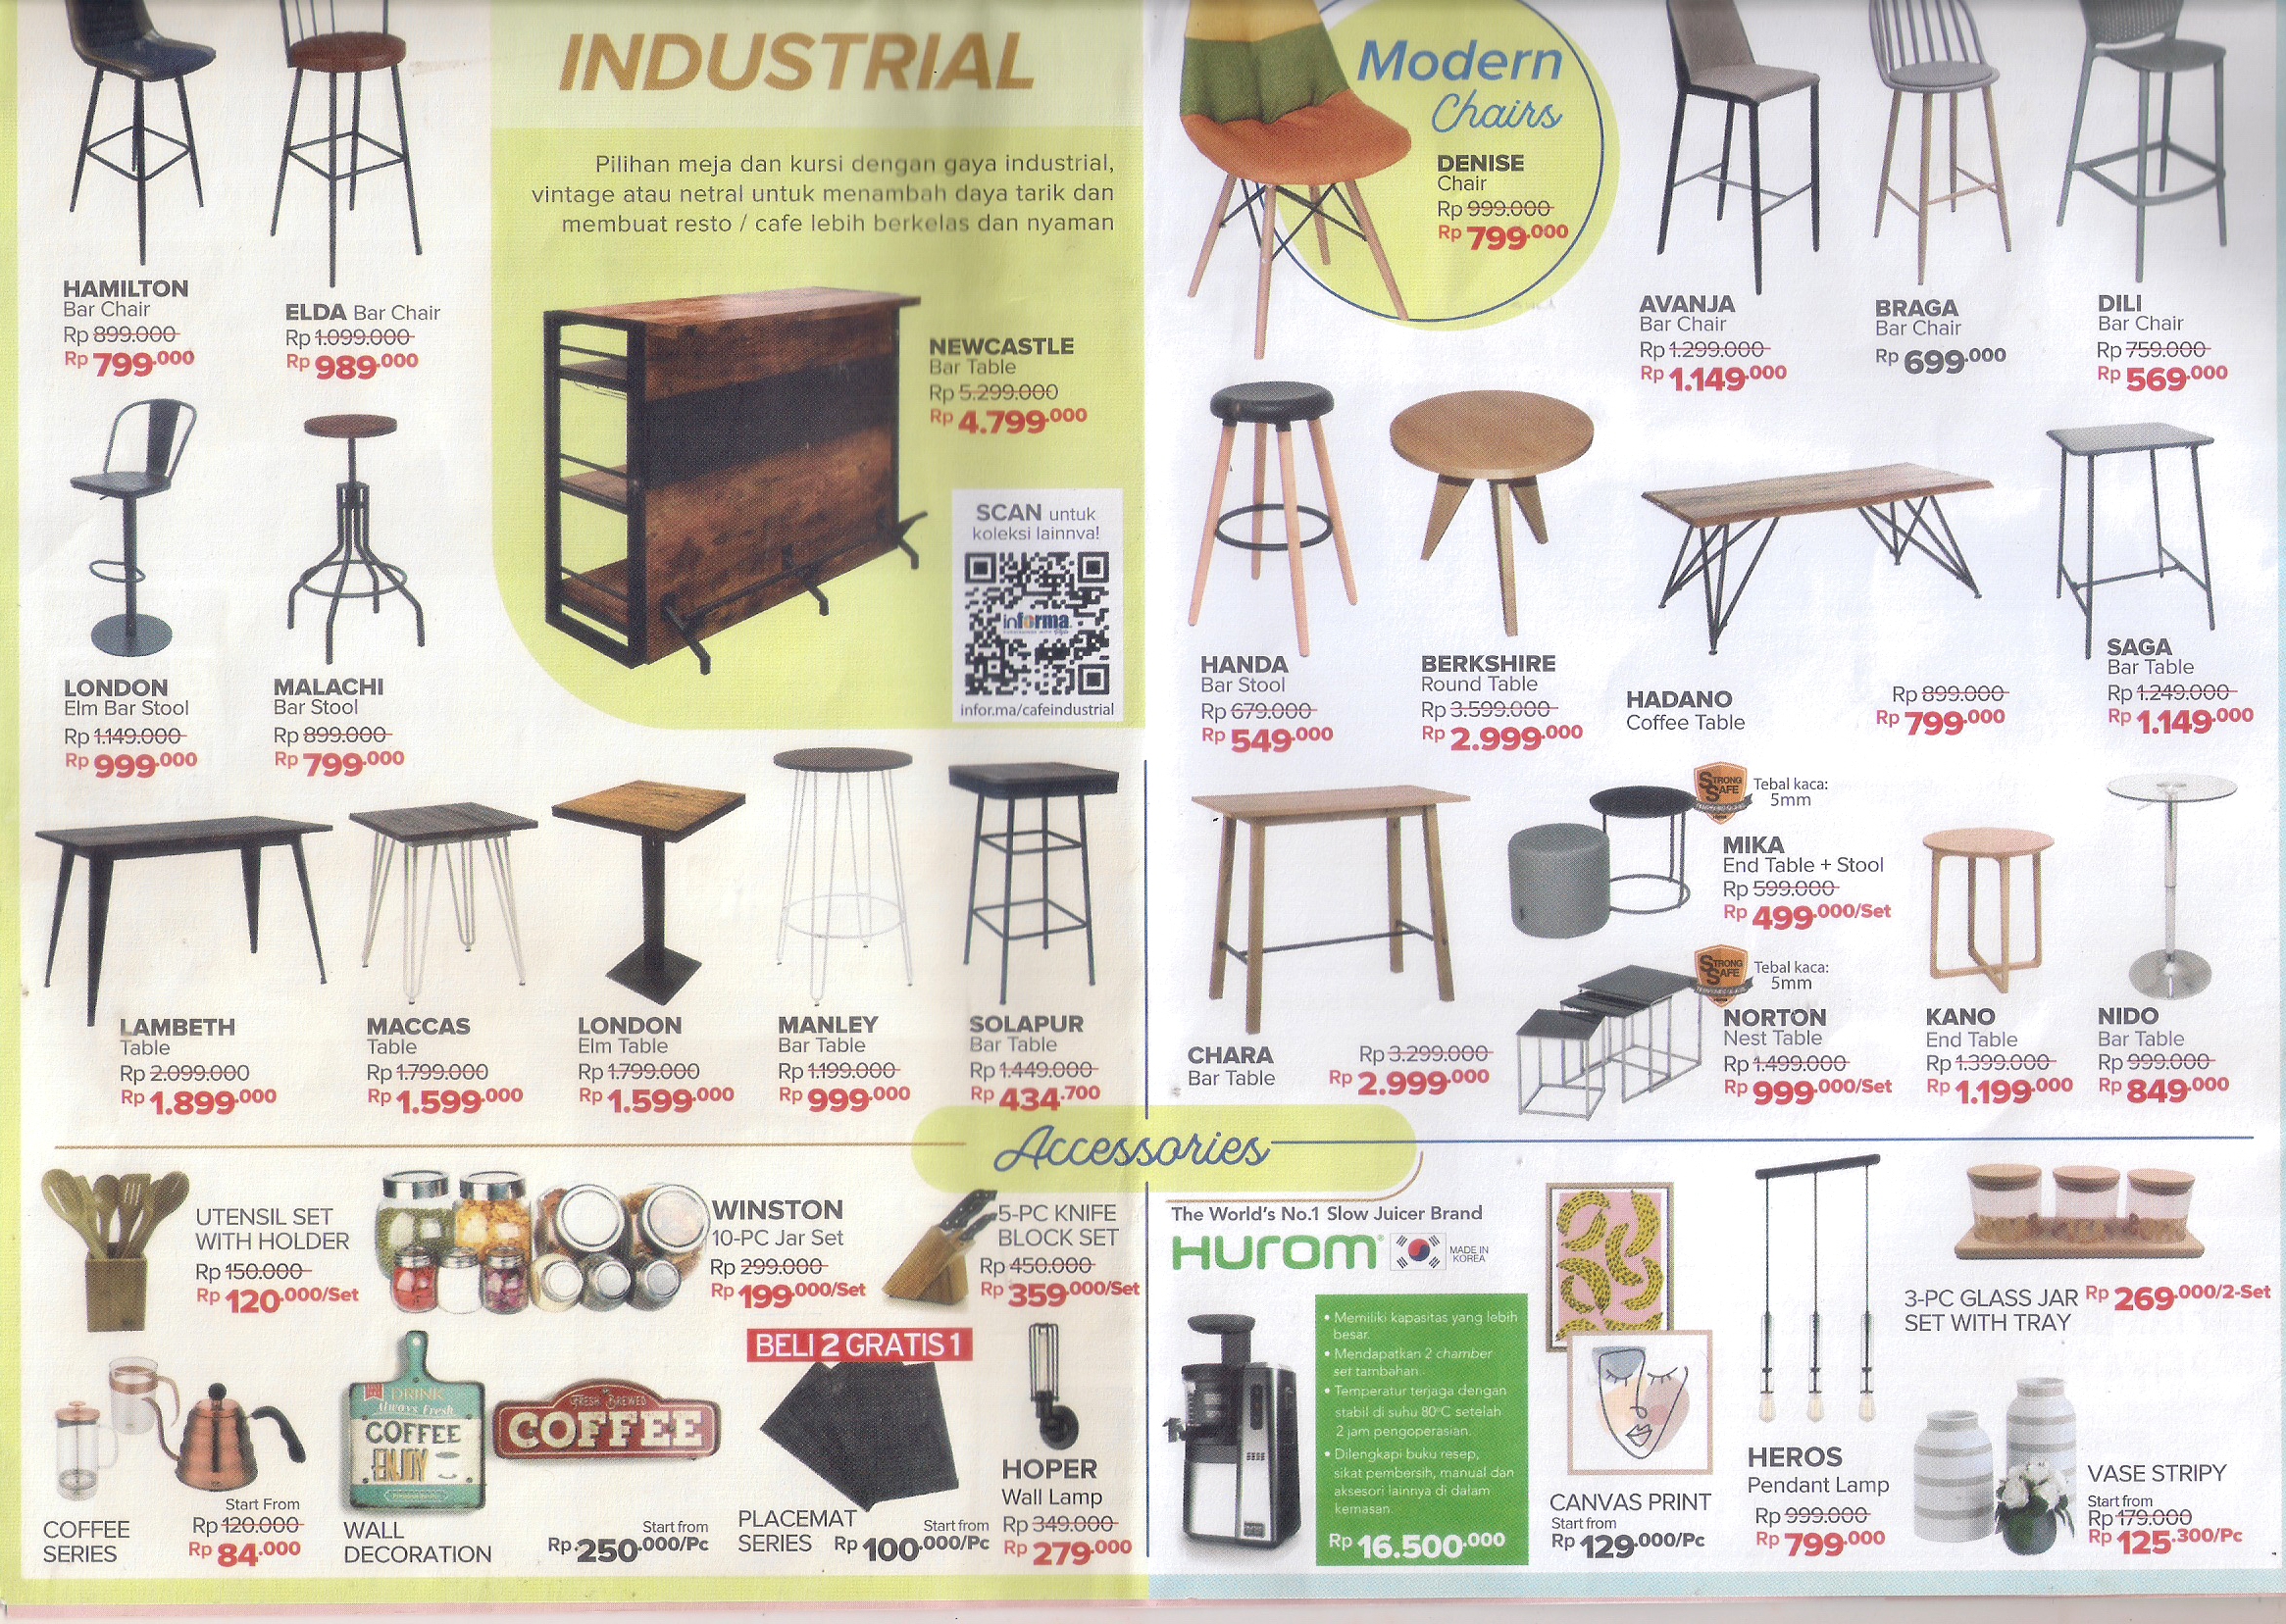 INDUSTRIAL
Pilihan meja dan kursi dengan gaya industrial,
vintage atau netral untuk menambah daya tarik dan
membuat resto / cafe lebih berkelas dan nyaman
HAMILTON
Bar Chair
Rp 899.000
Rp 799.000
ELDA Bar Chair
Rp 1.099.000
Rp 989.000
NEWCASTLE
Bar Table
Rp 5.299.000
Rp 4.799.000
SCAN untuk
koleksi lainnya!
informa
infor.ma/cafeindustrial
LONDON
Elm Bar Stool
Rp 1.149.000
Rp 999.000
MALACHI
Bar Stool
Rp 899.000
Rp 799.000
LAMBETH
Table
Rp 2.099.000
Rp 1.899.000
MACCAS
Table
Rp 1.799.000
Rp 1.599.000
LONDON
Elm Table
Rp 1.799.000
Rp 1.599.000
MANLEY
Bar Table
Rp 1.199.000
Rp 999.000
SOLAPUR
Bar Table
Rp 1.449.000
Rp 434.700
Modern
Chairs
DENISE
Chair
Rp 999.000
Rp 799.000
AVANJA
Bar Chair
Rp 1.299.000
Rp 1.149.000
BRAGA
Bar Chair
Rp 699.000
DILI
Bar Chair
Rp 759.000
Rp 569.000
HANDA
Bar Stool
Rp 679.000
Rp 549.000
BERKSHIRE
Round Table
Rp 3.599.000
Rp 2.999.000
HADANO
Coffee Table
Rp 899.000
Rp 799.000
SAGA
Bar Table
Rp 1.249.000
Rp 1.149.000
CHARA
Bar Table
Rp 3.299.000
Rp 2.999.000
STRONG
SAFE
Tebal kaca:
5mm
MIKA
End Table + Stool
Rp 599.000
Rp 499.000/Set
STRONG
SAFE
Tebal kaca:
5mm
NORTON
Nest Table
Rp 1.499.000
Rp 999.000/Set
KANO
End Table
Rp 1.399.000
Rp 1.199.000
NIDO
Bar Table
Rp 999.000
Rp 849.000
Accessories
UTENSIL SET
WITH HOLDER
Rp 150.000
Rp 120.000/Set
WINSTON
10-PC Jar Set
Rp 299.000
Rp 199.000/Set
5-PC KNIFE
BLOCK SET
Rp 450.000
Rp 359.000/Set
COFFEE
SERIES
Start From
Rp 120.000
Rp 84.000
DRINK
Always Fresh
COFFEE
ENJOY
FRESH BREWED
COFFEE
WALL
DECORATION
Start from
Rp.250.000/Pc
BELI 2 GRATIS 1
PLACEMAT
SERIES
Start from
Rp 100.000/Pc
HOPER
Wall Lamp
Rp 349.000
Rp 279.000
The World's No.1 Slow Juicer Brand
Hurom
MADE IN
KOREA
• Memiliki kapasitas yang lebih
besar.
• Mendapatkan 2 chamber
set tambahan.
• Temperatur terjaga dengan
stabil di suhu 80°C setelah
2 jam pengoperasian.
• Dilengkapi buku resep,
sikat pembersih, manual dan
aksesori lainnya di dalam
kemasan.
Rp 16.500.000
CANVAS PRINT
Start from
Rp 129.000/Pc
HEROS
Pendant Lamp
Rp 999.000
Rp 799.000
3-PC GLASS JAR
SET WITH TRAY
Rp 269.000/2-Set
VASE STRIPY
Start from
Rp 179.000
Rp 125.300/Pc